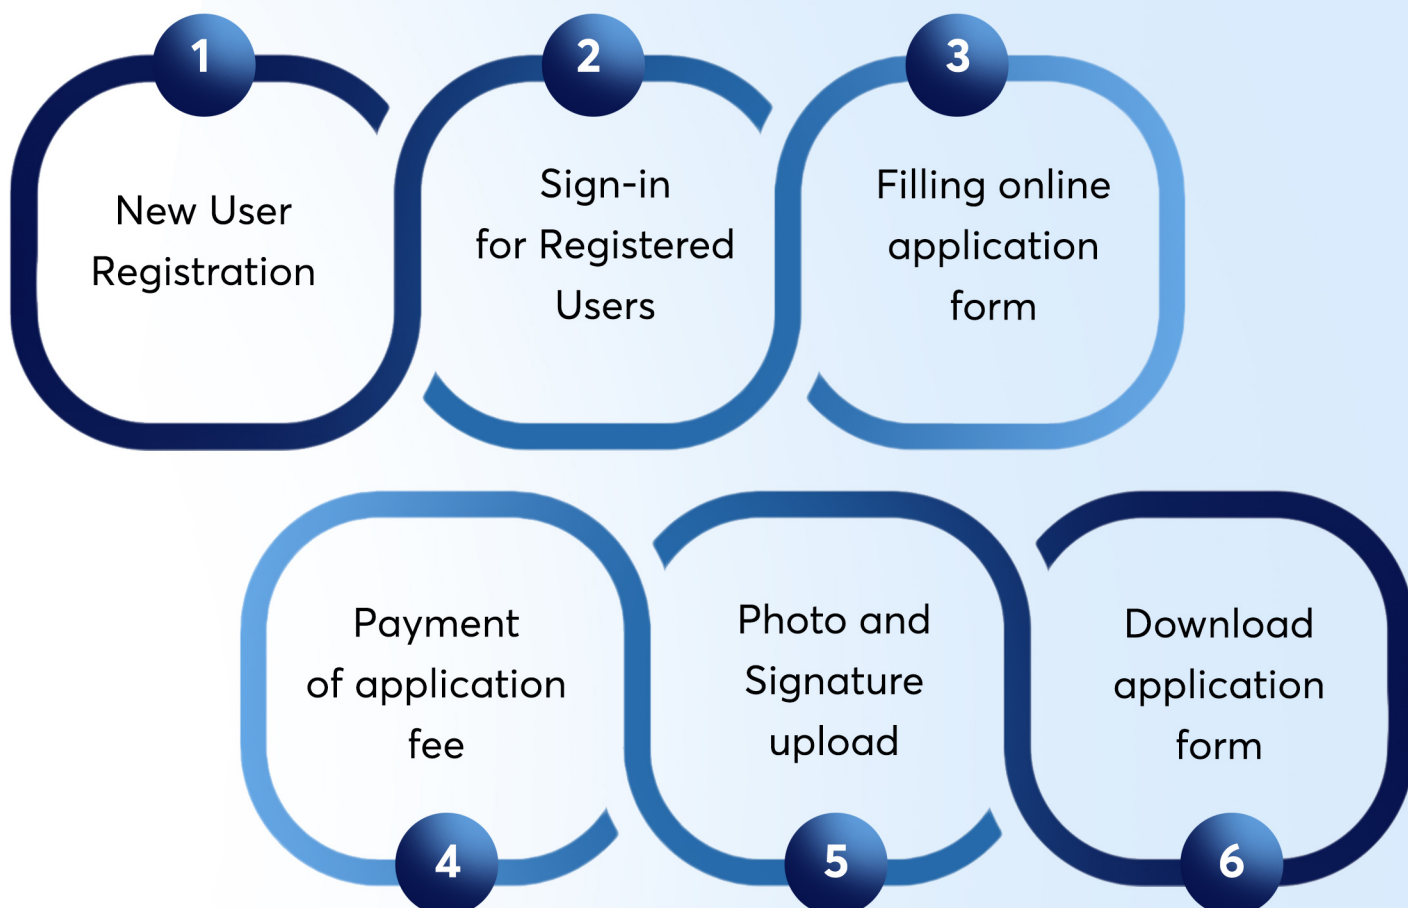 1
New User
Registration
2
Sign-in
for Registered
Users
3
Filling online
application
form
Payment
of application
fee
4
Photo and
Signature
upload
5
Download
application
form
6